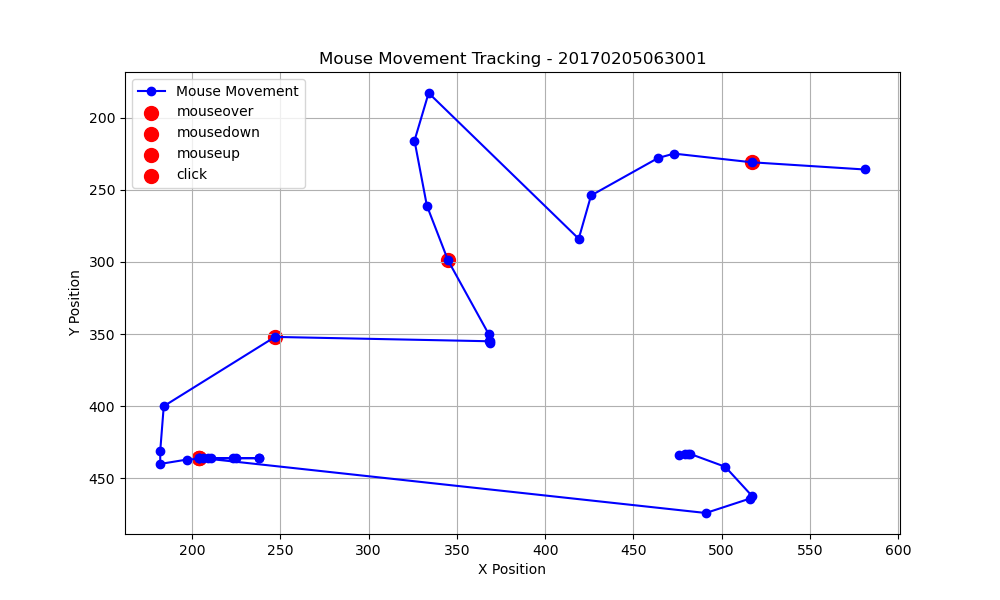 Mouse Movement Tracking - 20170205063001
Mouse Movement
mouseover
mousedown
mouseup
click
Y Position
200
250
300
350
400
450
200 250 300 350 400 450 500 550 600
X Position